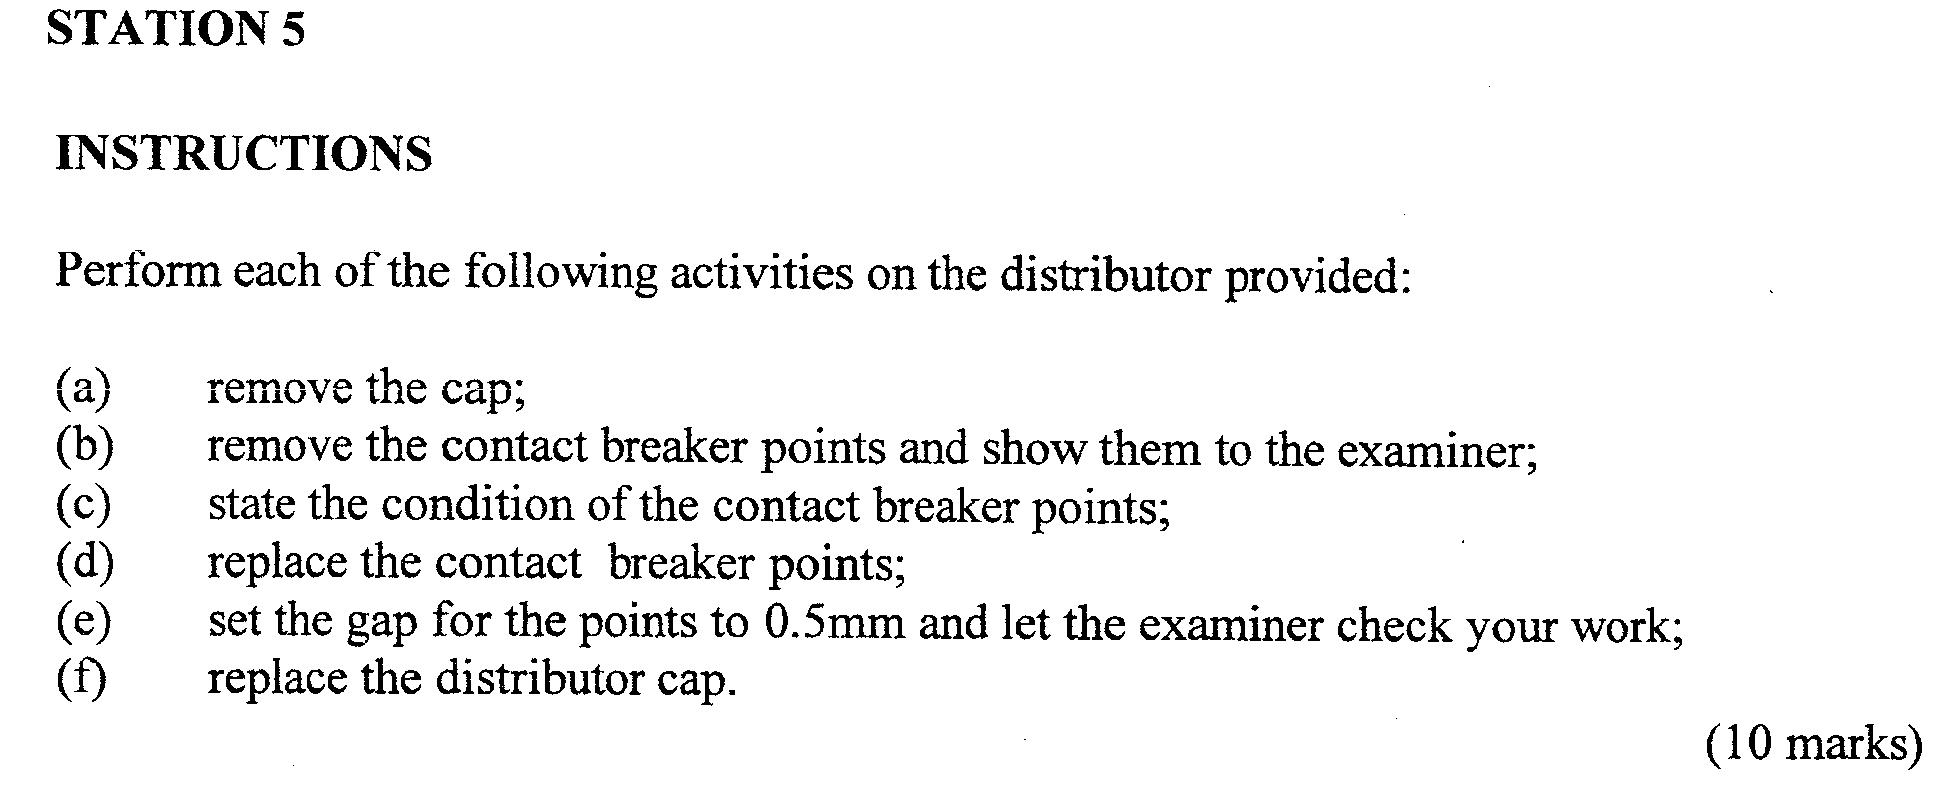 STATION 5
INSTRUCTIONS
Perform each of the following activities on the distributor provided:
(a) remove the cap;
(b) remove the contact breaker points and show them to the examiner;
(c) state the condition of the contact breaker points;
(d) replace the contact breaker points;
(e) set the gap for the points to 0.5mm and let the examiner check your work;
(f) replace the distributor cap.
(10 marks)